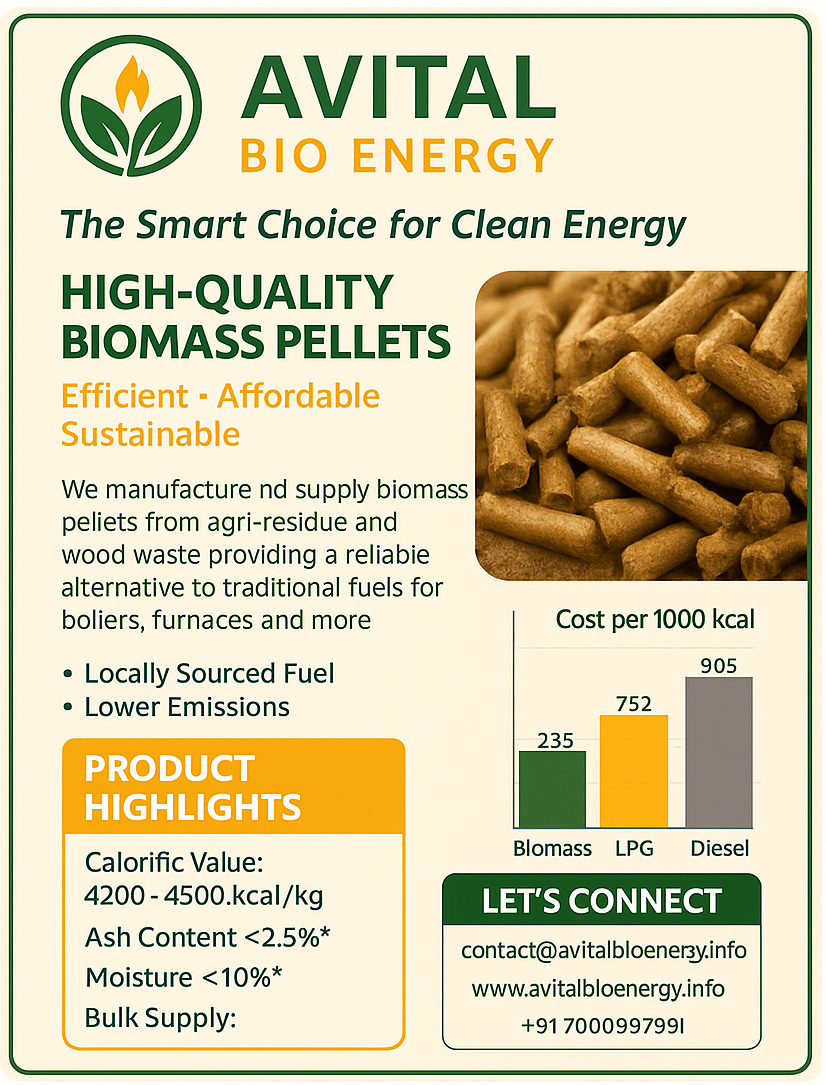 AVITAL
BIO ENERGY
The Smart Choice for Clean Energy
HIGH-QUALITY
BIOMASS PELLETS
Efficient ▪ Affordable
Sustainable
We manufacture nd supply biomass
peliets from agri-residue and
wood waste providing a reliabie
alternative to traditional fuels for
boliers, furnaces and more
• Locally Sourced Fuel
• Lower Emissions
PRODUCT
HIGHLIGHTS
Calorific Value:
4200 - 4500.kcal/kg
Ash Content <2.5%*
Moisture <10%*
Bulk Supply:
Cost per 1000 kcal
235
752
905
Blomass LPG Diesel
LET'S CONNECT
contact@avitalbloenerзy.info
www.avitalbloenergy.info
+91 700099799I